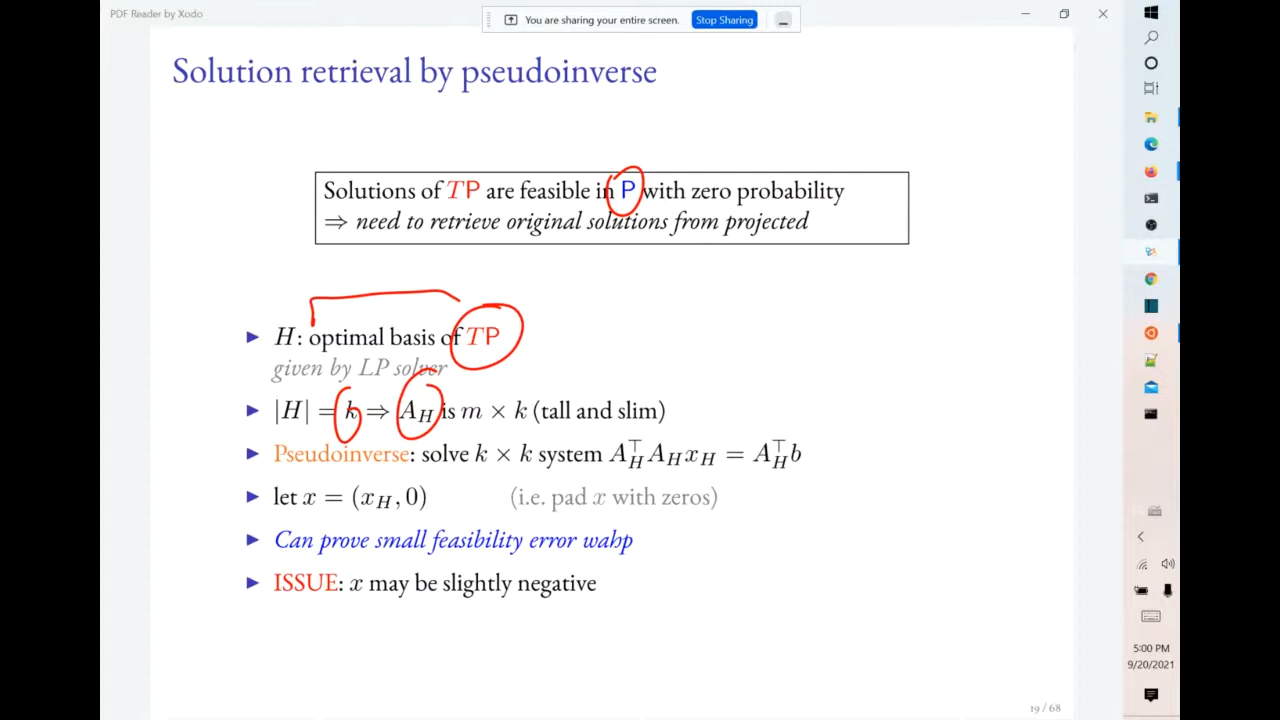 PDF Reader by Xodo
You are sharing your entire screen. Stop Sharing
Solution retrieval by pseudoinverse
Solutions of TP are feasible in P with zero probability
⇒ need to retrieve original solutions from projected
▶ H: optimal basis of TP
given by LP solver
▶ |H| = k ⇒ A_H is m × k (tall and slim)
▶ Pseudoinverse: solve k × k system A_H^⊤ A_H x_H = A_H^⊤ b
▶ let x = (x_H, 0) (i.e. pad x with zeros)
▶ Can prove small feasibility error wahp
▶ ISSUE: x may be slightly negative
19 / 68
5:00 PM
9/20/2021